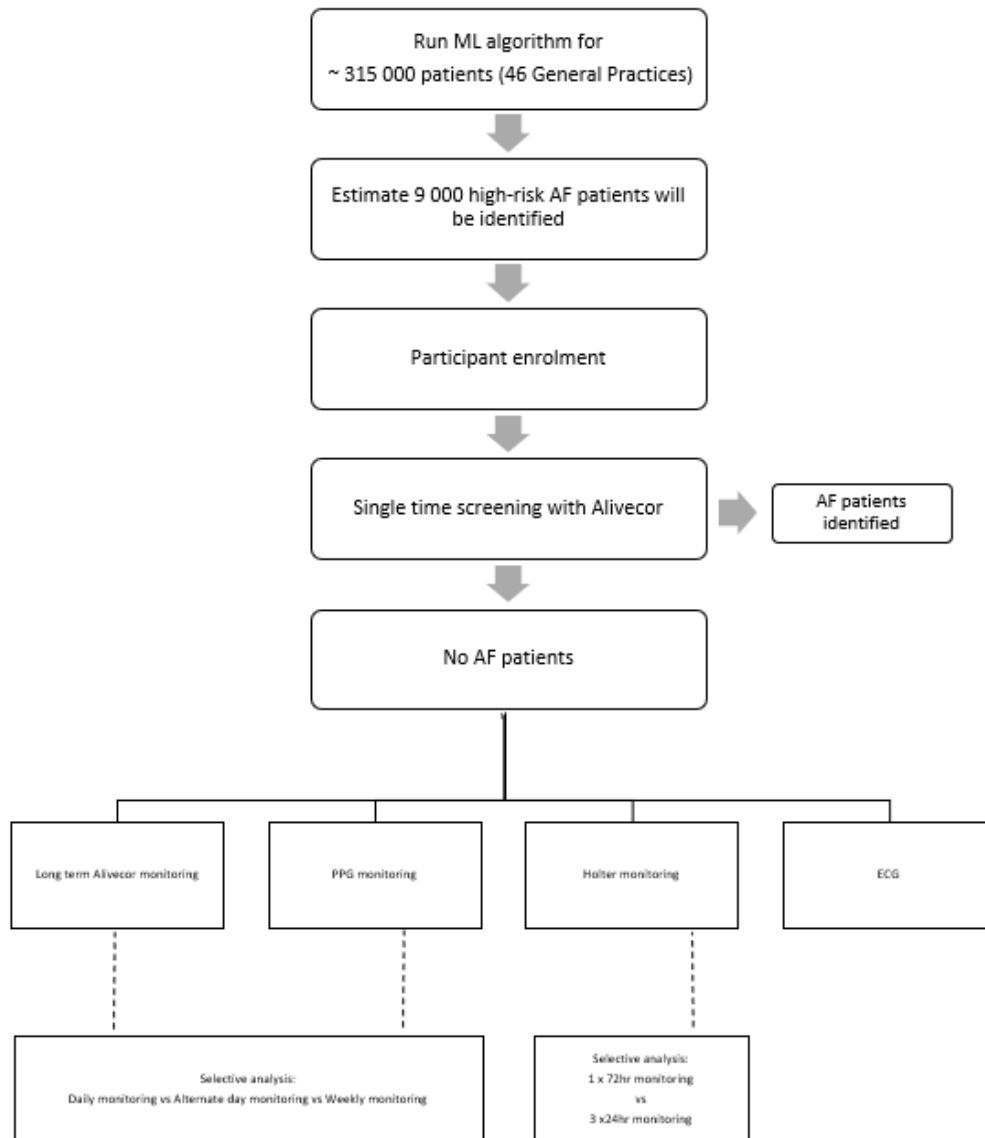 Run ML algorithm for
~ 315 000 patients (46 General Practices)
Estimate 9 000 high-risk AF patients will
be identified
Participant enrolment
Single time screening with Alivecor
AF patients
identified
No AF patients
Long term Alivecor monitoring
PPG monitoring
Holter monitoring
ECG
Selective analysis:
Daily monitoring vs Alternate day monitoring vs Weekly monitoring
Selective analysis:
1 x 72hr monitoring
vs
3 x24hr monitoring